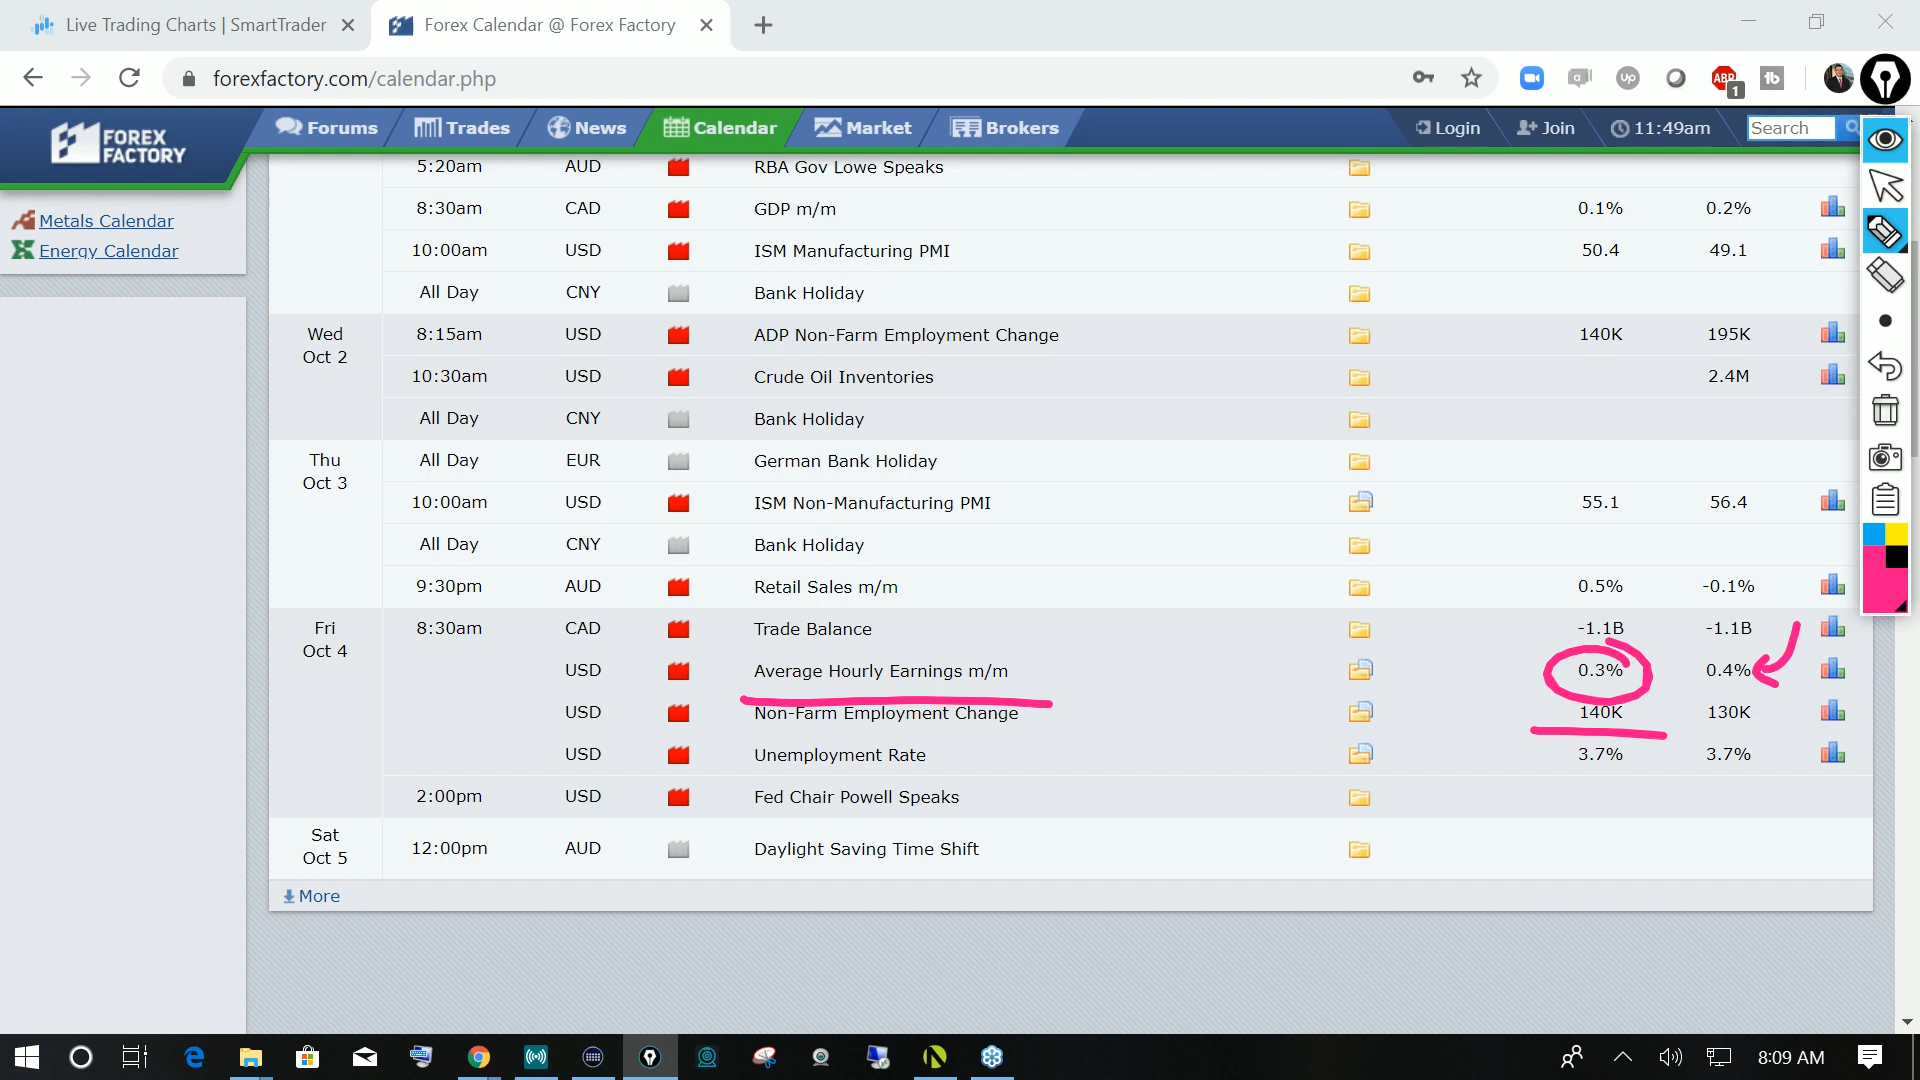 Live Trading Charts | SmartTrader
Forex Calendar @ Forex Factory
forexfactory.com/calendar.php
a
Up
ABP
1
tb
FOREX
FACTORY
Forums
Trades
News
Calendar
Market
Brokers
Login
Join
11:49am
Search
Metals Calendar
Energy Calendar
5:20am AUD RBA Gov Lowe Speaks
8:30am CAD GDP m/m 0.1% 0.2%
10:00am USD ISM Manufacturing PMI 50.4 49.1
All Day CNY Bank Holiday
Wed
Oct 2
8:15am USD ADP Non-Farm Employment Change 140K 195K
10:30am USD Crude Oil Inventories 2.4M
All Day CNY Bank Holiday
Thu
Oct 3
All Day EUR German Bank Holiday
10:00am USD ISM Non-Manufacturing PMI 55.1 56.4
All Day CNY Bank Holiday
9:30pm AUD Retail Sales m/m 0.5% -0.1%
Fri
Oct 4
8:30am CAD Trade Balance -1.1B -1.1B
USD Average Hourly Earnings m/m 0.3% 0.4%
USD Non-Farm Employment Change 140K 130K
USD Unemployment Rate 3.7% 3.7%
2:00pm USD Fed Chair Powell Speaks
Sat
Oct 5
12:00pm AUD Daylight Saving Time Shift
More
8:09 AM